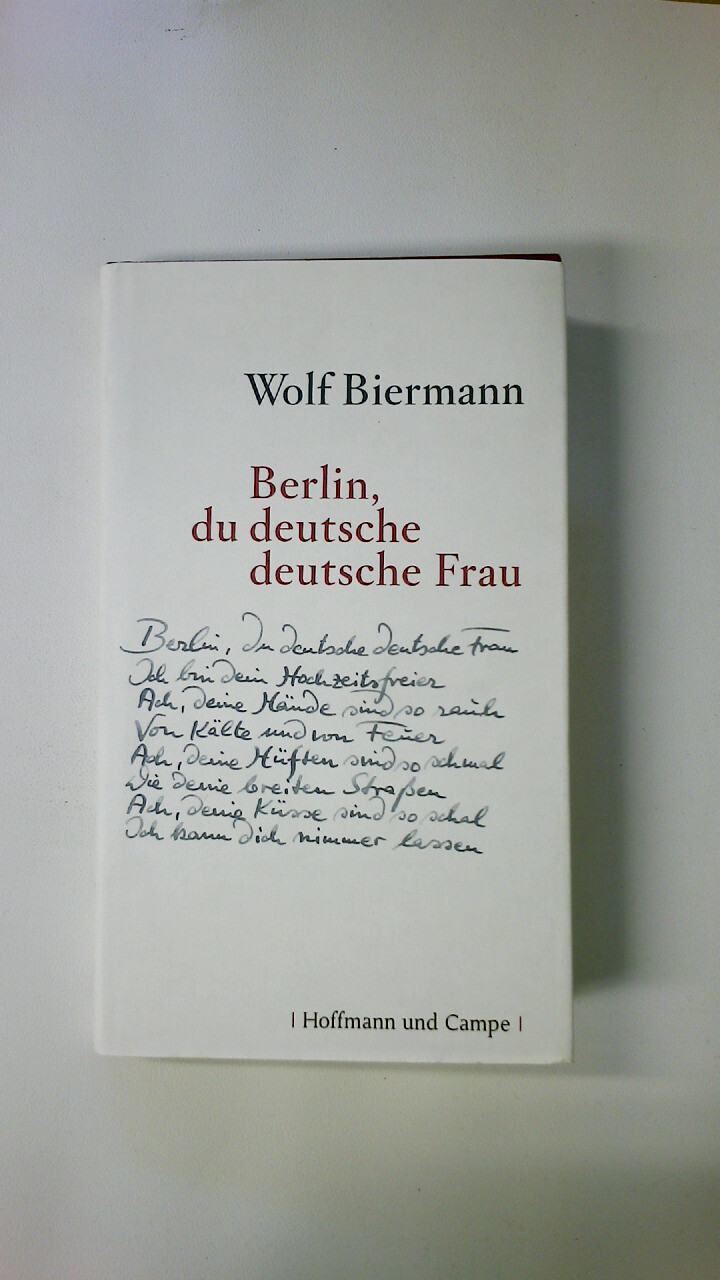 Wolf Biermann
Berlin,
du deutsche
deutsche Frau
Berlin, du deutsche deutsche Frau
Ich bin dein Hochzeitsfreier
Ach, deine Hände sind so rauh
Von Kälte und von Feuer
Ach, deine Hüften sind so schmal
Wie deine breiten Straßen
Ach, deine Küsse sind so schal
Ich kann dich nimmer lassen
| Hoffmann und Campe |